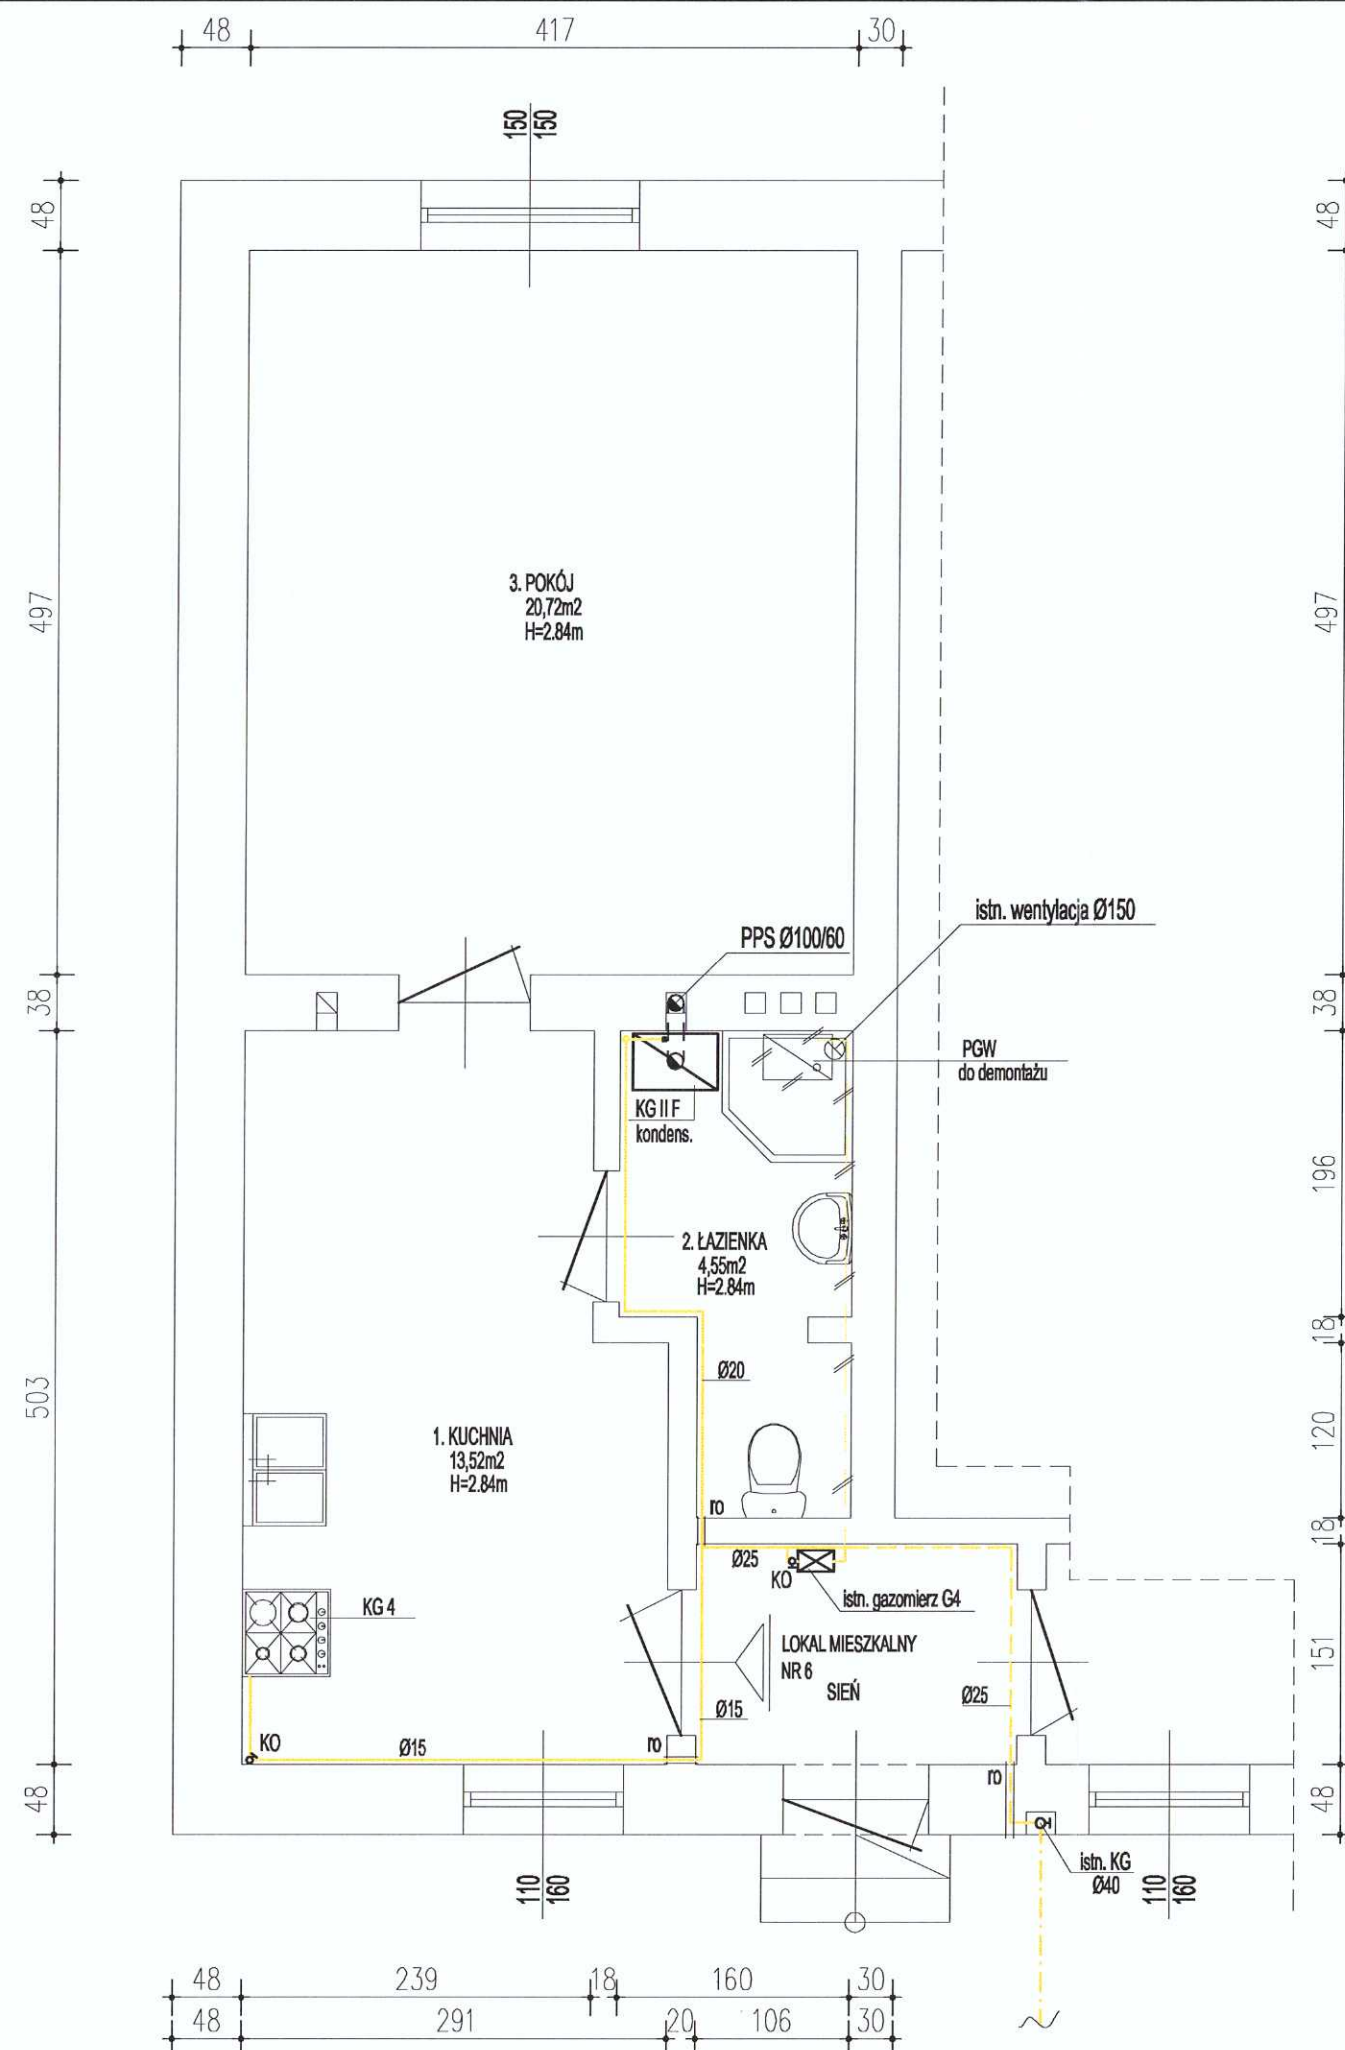 48 417 30
150
150
48
48
3. POKÓJ
20,72m2
H=2.84m
497
497
istn. wentylacja Ø150
PPS Ø100/60
38
38
PGW
do demontażu
KG II F
kondens.
196
2. ŁAZIENKA
4,55m2
H=2.84m
18
Ø20
503
120
1. KUCHNIA
13,52m2
H=2.84m
ro
18
Ø25
KO
istn. gazomierz G4
KG 4
LOKAL MIESZKALNY
NR 6
SIEŃ
151
Ø25
Ø15
KO
Ø15
ro
ro
48
48
istn. KG
Ø40
110
160
110
160
48 239 18 160 30
48 291 20 106 30